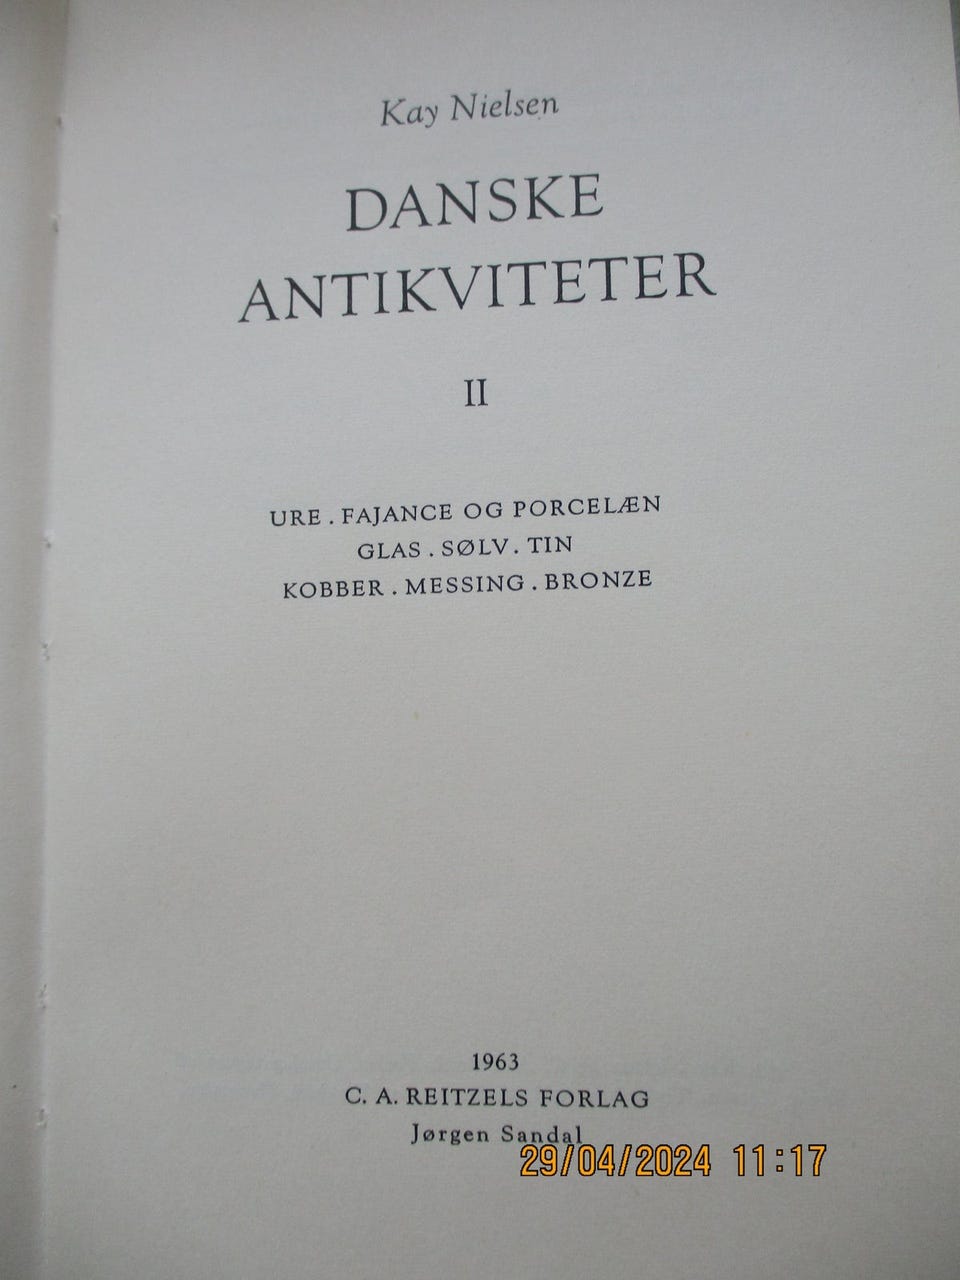 Kay Nielsen
DANSKE
ANTIKVITETER
II
URE . FAJANCE OG PORCELÆN
GLAS . SØLV . TIN
KOBBER . MESSING . BRONZE
1963
C. A. REITZELS FORLAG
Jørgen Sandal
29/04/2024 11:17